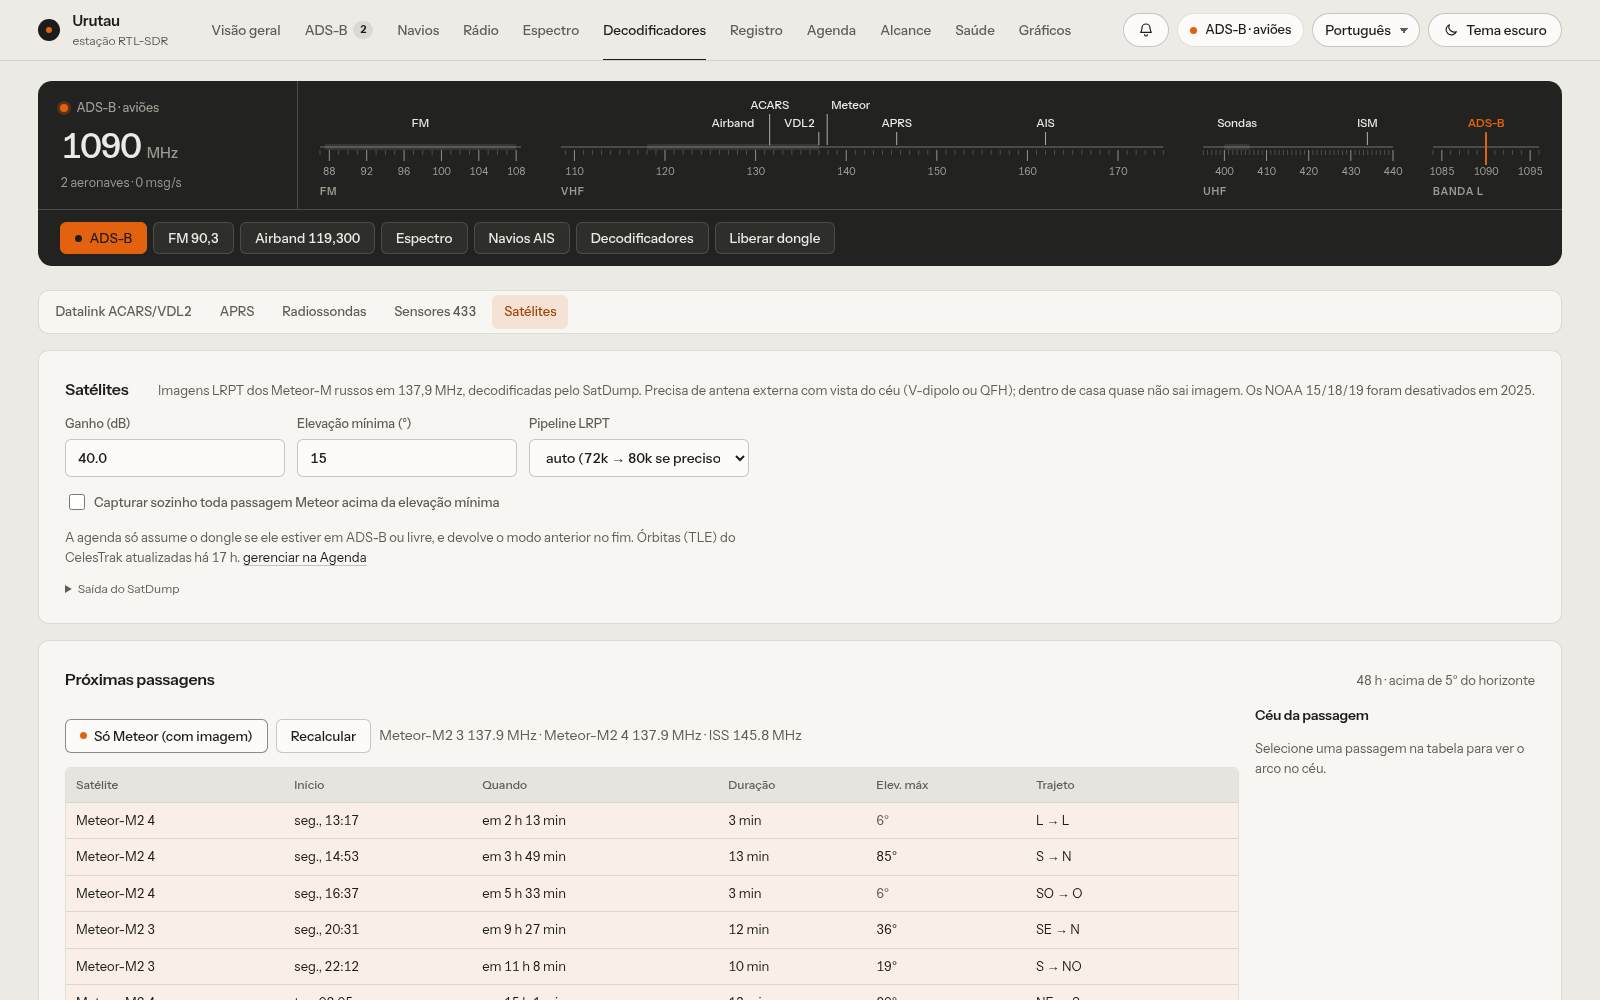 Urutau
estação RTL-SDR
Visão geral
ADS-B 2
Navios
Rádio
Espectro
Decodificadores
Registro
Agenda
Alcance
Saúde
Gráficos
ADS-B · aviões
Português
Tema escuro
ADS-B · aviões
1090 MHz
2 aeronaves · 0 msg/s
ACARS Meteor
FM Airband VDL2 APRS AIS Sondas ISM ADS-B
88 92 96 100 104 108 110 120 130 140 150 160 170 400 410 420 430 440 1085 1090 1095
FM VHF UHF BANDA L
ADS-B
FM 90,3
Airband 119,300
Espectro
Navios AIS
Decodificadores
Liberar dongle
Datalink ACARS/VDL2
APRS
Radiossondas
Sensores 433
Satélites
Satélites Imagens LRPT dos Meteor-M russos em 137,9 MHz, decodificadas pelo SatDump. Precisa de antena externa com vista do céu (V-dipolo ou QFH); dentro de casa quase não sai imagem. Os NOAA 15/18/19 foram desativados em 2025.
Ganho (dB) Elevação mínima (°) Pipeline LRPT
40.0 15 auto (72k → 80k se preciso
Capturar sozinho toda passagem Meteor acima da elevação mínima
A agenda só assume o dongle se ele estiver em ADS-B ou livre, e devolve o modo anterior no fim. Órbitas (TLE) do
CelesTrak atualizadas há 17 h. gerenciar na Agenda
Saída do SatDump
Próximas passagens 48 h · acima de 5° do horizonte
Só Meteor (com imagem) Recalcular Meteor-M2 3 137.9 MHz · Meteor-M2 4 137.9 MHz · ISS 145.8 MHz
Céu da passagem
Selecione uma passagem na tabela para ver o
arco no céu.
Satélite Início Quando Duração Elev. máx Trajeto
Meteor-M2 4 seg., 13:17 em 2 h 13 min 3 min 6° L → L
Meteor-M2 4 seg., 14:53 em 3 h 49 min 13 min 85° S → N
Meteor-M2 4 seg., 16:37 em 5 h 33 min 3 min 6° SO → O
Meteor-M2 3 seg., 20:31 em 9 h 27 min 12 min 36° SE → N
Meteor-M2 3 seg., 22:12 em 11 h 8 min 10 min 19° S → NO